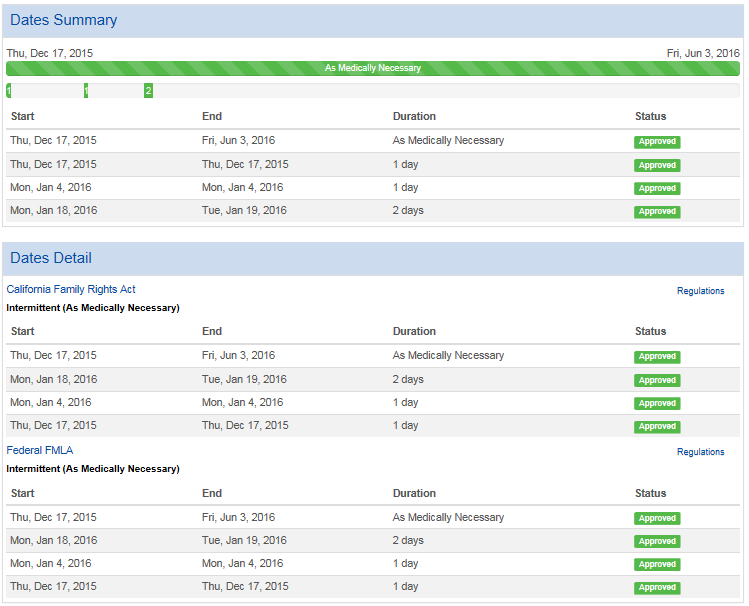 Dates Summary
Thu, Dec 17, 2015 Fri, Jun 3, 2016
As Medically Necessary
1 1 2
Start End Duration Status
Thu, Dec 17, 2015 Fri, Jun 3, 2016 As Medically Necessary Approved
Thu, Dec 17, 2015 Thu, Dec 17, 2015 1 day Approved
Mon, Jan 4, 2016 Mon, Jan 4, 2016 1 day Approved
Mon, Jan 18, 2016 Tue, Jan 19, 2016 2 days Approved
Dates Detail
California Family Rights Act Regulations
Intermittent (As Medically Necessary)
Start End Duration Status
Thu, Dec 17, 2015 Fri, Jun 3, 2016 As Medically Necessary Approved
Mon, Jan 18, 2016 Tue, Jan 19, 2016 2 days Approved
Mon, Jan 4, 2016 Mon, Jan 4, 2016 1 day Approved
Thu, Dec 17, 2015 Thu, Dec 17, 2015 1 day Approved
Federal FMLA Regulations
Intermittent (As Medically Necessary)
Start End Duration Status
Thu, Dec 17, 2015 Fri, Jun 3, 2016 As Medically Necessary Approved
Mon, Jan 18, 2016 Tue, Jan 19, 2016 2 days Approved
Mon, Jan 4, 2016 Mon, Jan 4, 2016 1 day Approved
Thu, Dec 17, 2015 Thu, Dec 17, 2015 1 day Approved